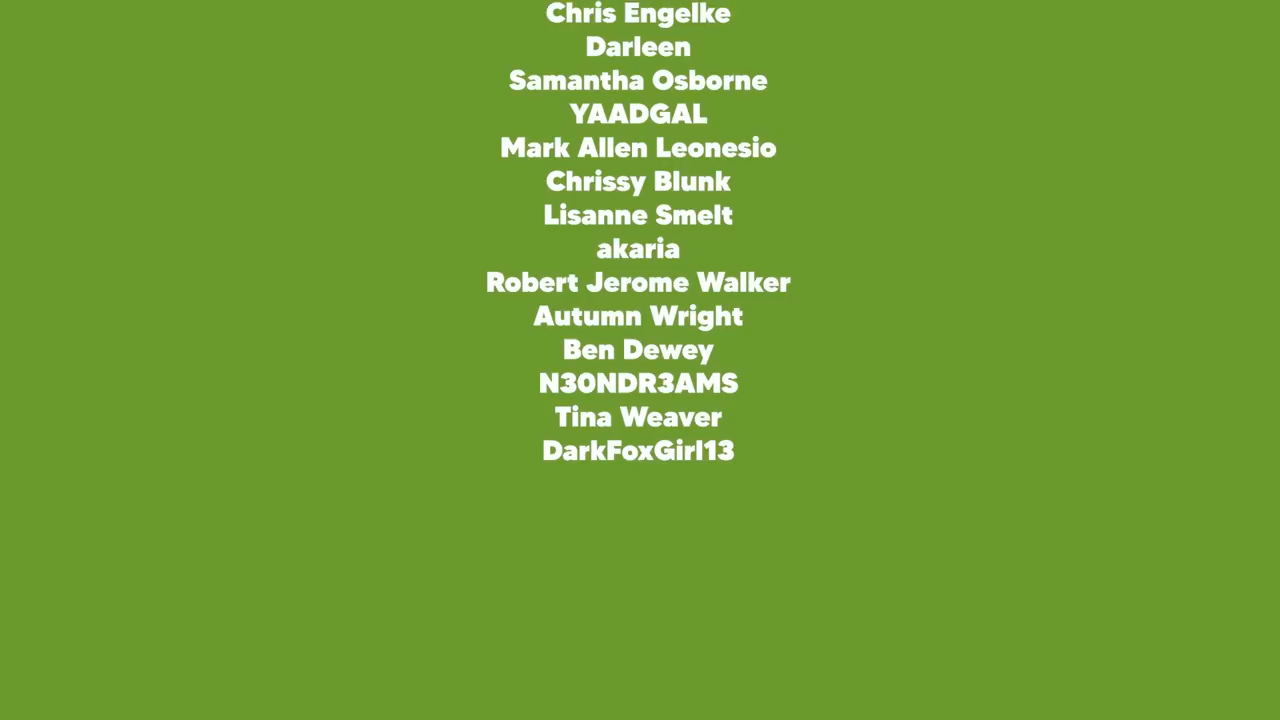 Chris Engelke
Darleen
Samantha Osborne
YAADGAL
Mark Allen Leonesio
Chrissy Blunk
Lisanne Smelt
akaria
Robert Jerome Walker
Autumn Wright
Ben Dewey
N30NDR3AMS
Tina Weaver
DarkFoxGirl13